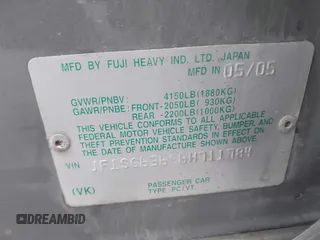 MFD BY FUJI HEAVY IND. LTD. JAPAN
MFD IN 05/05
GVWR/PNBV: 4150LB(1880KG)
GAWR/PNBE: FRONT-2050LB( 930KG)
REAR -2200LB(1000KG)
THIS VEHICLE CONFORMS TO ALL APPLICABLE
FEDERAL MOTOR VEHICLE SAFETY, BUMPER, AND
THEFT PREVENTION STANDARDS IN EFFECT ON
THE DATE OF MANUFACTURE SHOWN ABOVE.
VIN
PASSENGER CAR
(VK) TYPE PC/VT
DREAMBID